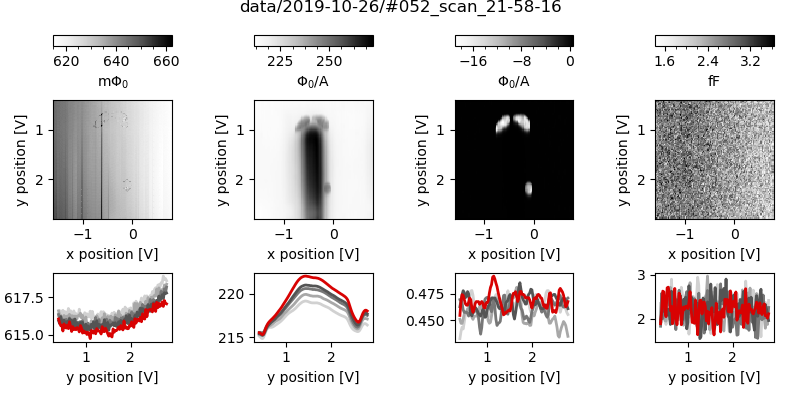 data/2019-10-26/#052_scan_21-58-16
620 640 660 225 250 −16 −8 0 1.6 2.4 3.2
mΦ₀ Φ₀/A Φ₀/A fF
y position [V] y position [V] y position [V] y position [V]
1 1 1 1
2 2 2 2
−1 0 −1 0 −1 0 −1 0
x position [V] x position [V] x position [V] x position [V]
617.5 220 0.475 3
615.0 215 0.450 2
1 2 1 2 1 2 1 2
y position [V] y position [V] y position [V] y position [V]